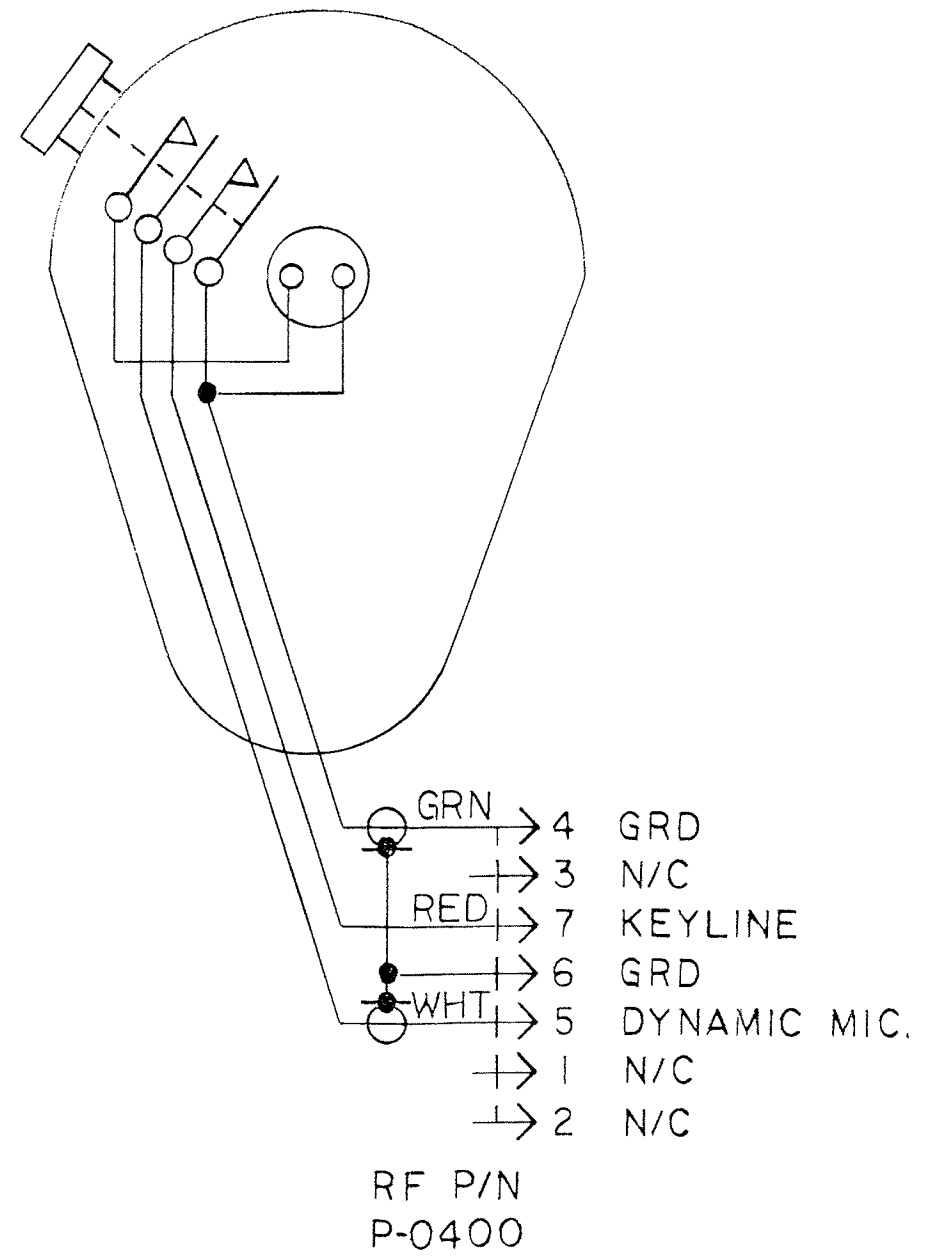 GRN 4 GRD
3 N/C
RED 7 KEYLINE
6 GRD
WHT 5 DYNAMIC MIC.
1 N/C
2 N/C
RF P/N
P-0400